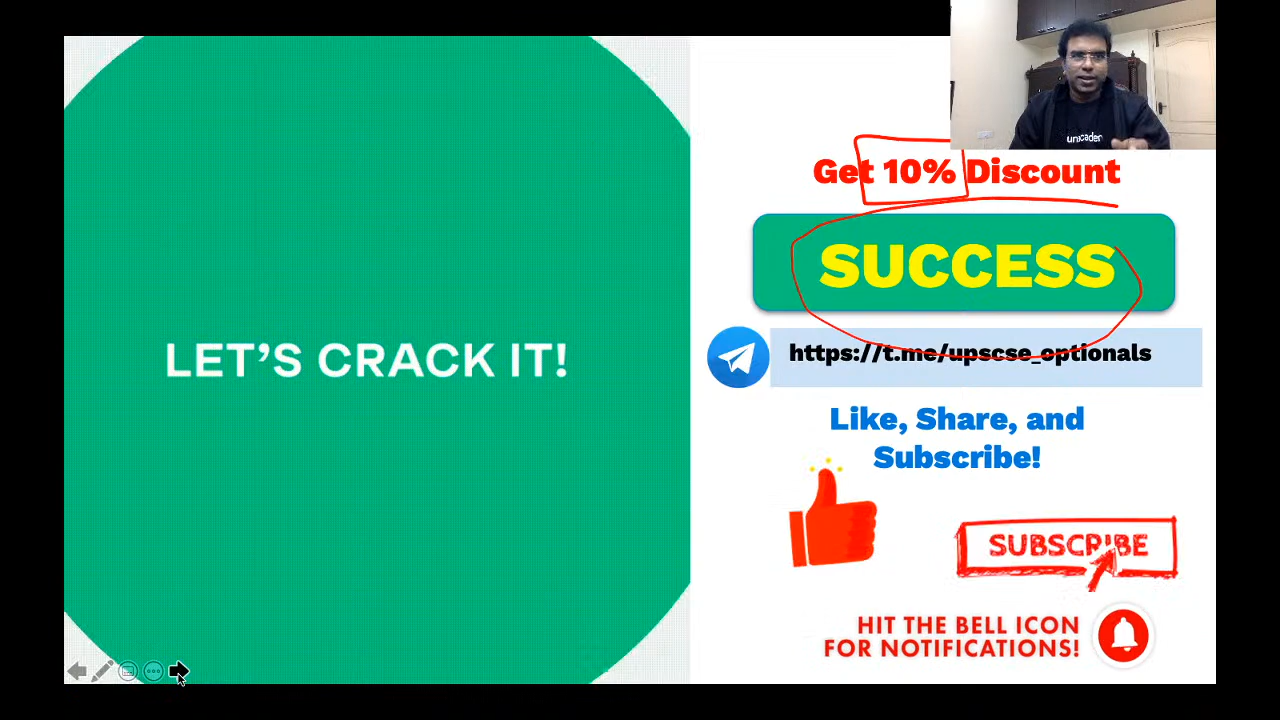 unacadem
Get 10% Discount
SUCCESS
LET'S CRACK IT!
https://t.me/upscse_optionals
Like, Share, and
Subscribe!
SUBSCRIBE
HIT THE BELL ICON
FOR NOTIFICATIONS!